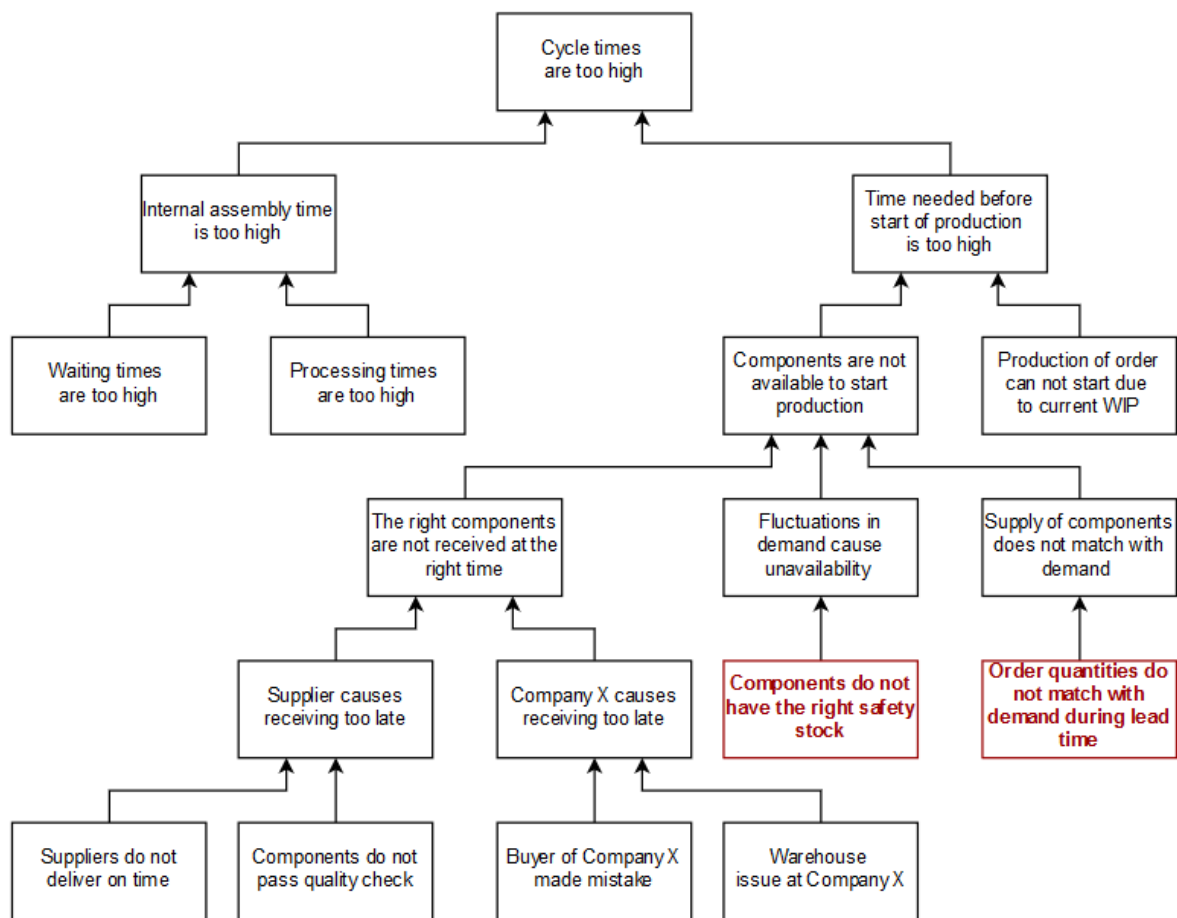 Cycle times
are too high
Internal assembly time
is too high
Time needed before
start of production
is too high
Waiting times
are too high
Processing times
are too high
Components are not
available to start
production
Production of order
can not start due
to current WIP
The right components
are not received at the
right time
Fluctuations in
demand cause
unavailability
Supply of components
does not match with
demand
Supplier causes
receiving too late
Company X causes
receiving too late
Components do not
have the right safety
stock
Order quantities do
not match with
demand during lead
time
Suppliers do not
deliver on time
Components do not
pass quality check
Buyer of Company X
made mistake
Warehouse
issue at Company X